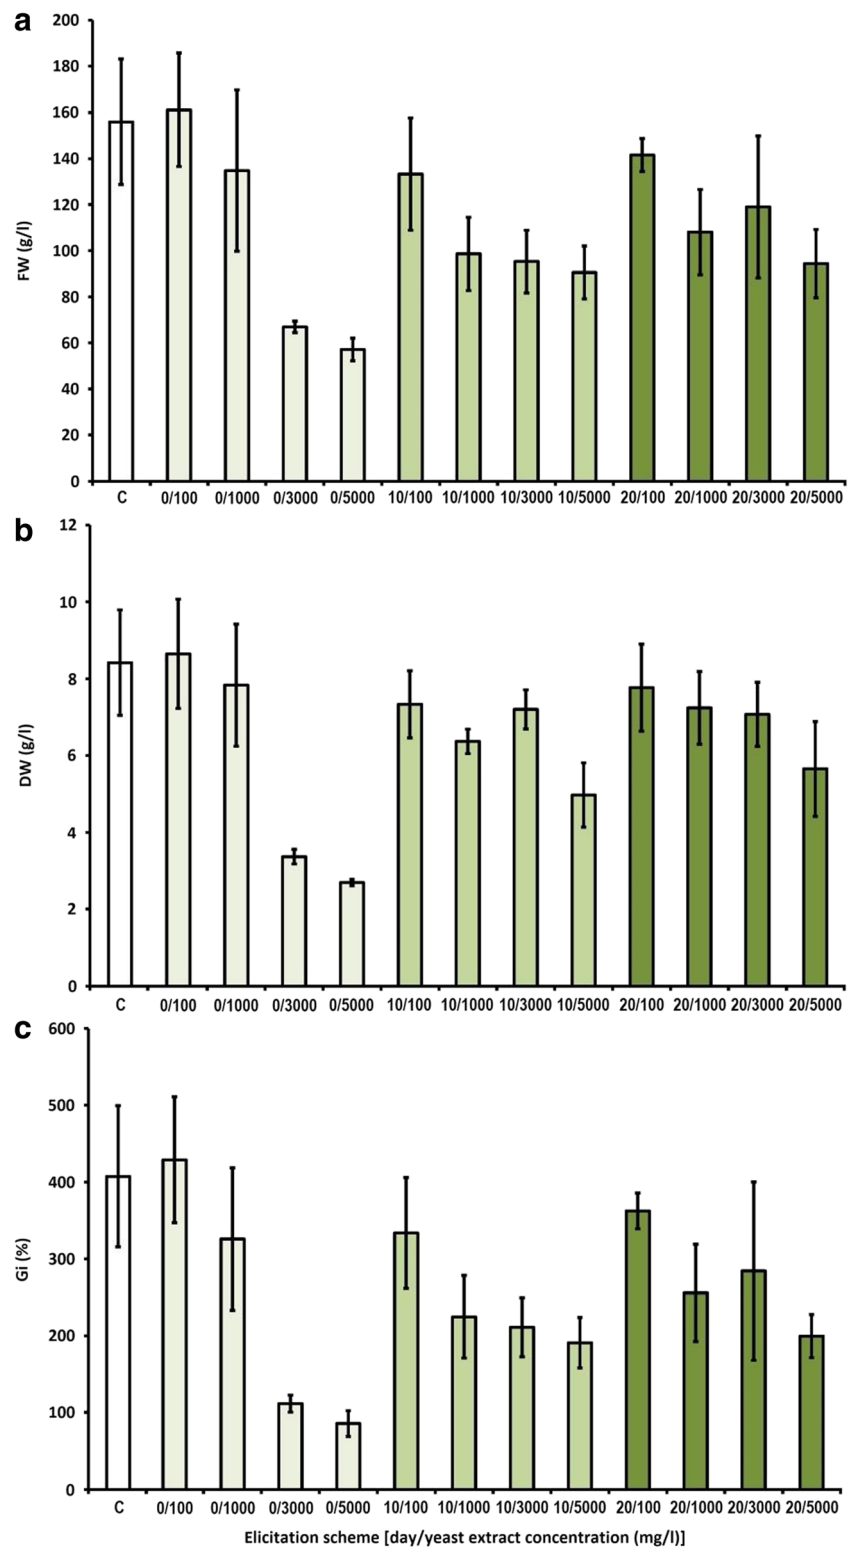 a
200
180
160
140
120
100
80
60
40
20
0
FW (g/l)
C 0/100 0/1000 0/3000 0/5000 10/100 10/1000 10/3000 10/5000 20/100 20/1000 20/3000 20/5000
b
12
10
8
6
4
2
0
DW (g/l)
C 0/100 0/1000 0/3000 0/5000 10/100 10/1000 10/3000 10/5000 20/100 20/1000 20/3000 20/5000
c
600
500
400
300
200
100
0
Gi (%)
C 0/100 0/1000 0/3000 0/5000 10/100 10/1000 10/3000 10/5000 20/100 20/1000 20/3000 20/5000
Elicitation scheme [day/yeast extract concentration (mg/l)]